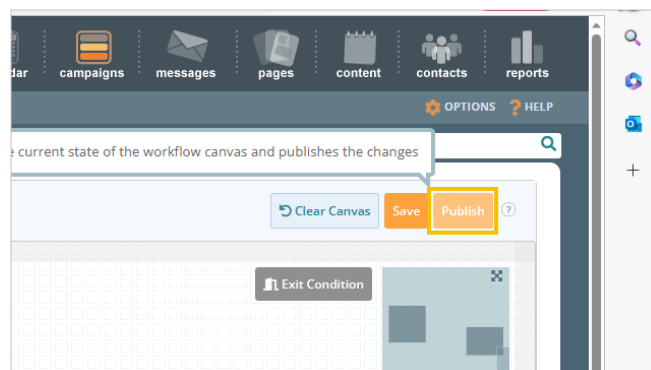 dar campaigns messages pages content contacts reports
OPTIONS ? HELP
current state of the workflow canvas and publishes the changes
Clear Canvas Save Publish ?
Exit Condition